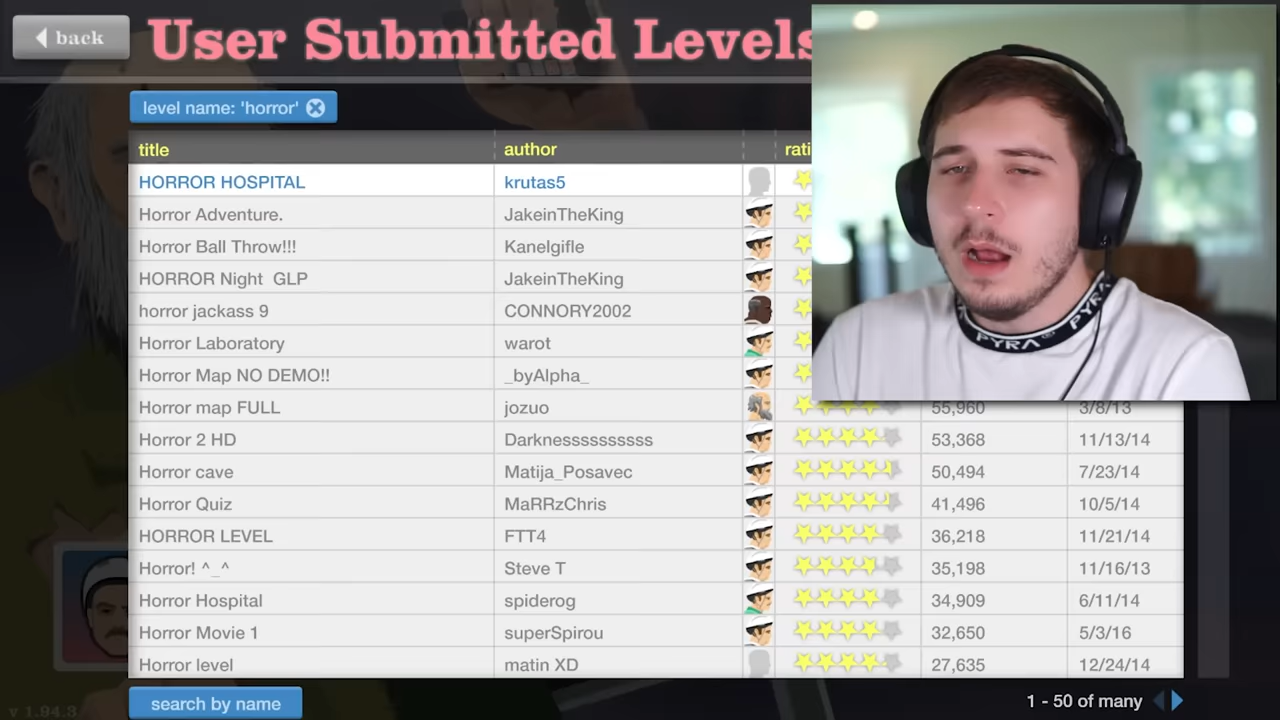 back
User Submitted Levels
level name: 'horror'
title author
HORROR HOSPITAL krutas5
Horror Adventure. JakeinTheKing
Horror Ball Throw!!! Kanelgifle
HORROR Night GLP JakeinTheKing
horror jackass 9 CONNORY2002
Horror Laboratory warot
Horror Map NO DEMO!! _byAlpha_
Horror map FULL jozuo 55,960 3/8/13
Horror 2 HD Darknessssssssss 53,368 11/13/14
Horror cave Matija_Posavec 50,494 7/23/14
Horror Quiz MaRRzChris 41,496 10/5/14
HORROR LEVEL FTT4 36,218 11/21/14
Horror! ^_^ Steve T 35,198 11/16/13
Horror Hospital spiderog 34,909 6/11/14
Horror Movie 1 superSpirou 32,650 5/3/16
Horror level matin XD 27,635 12/24/14
search by name
1 - 50 of many
v 1.94.3
PYRA
PYRA